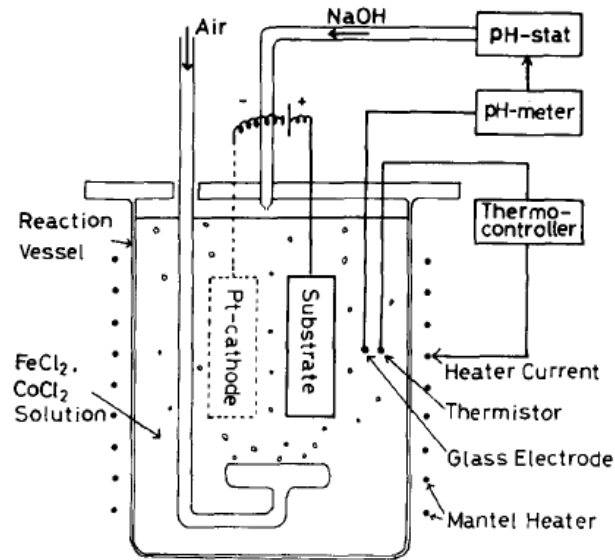 Air
NaOH
pH-stat
pH-meter
- +
Thermo-
controller
Reaction
Vessel
Pt-cathode
Substrate
FeCl₂,
CoCl₂
Solution
Heater Current
Thermistor
Glass Electrode
Mantel Heater